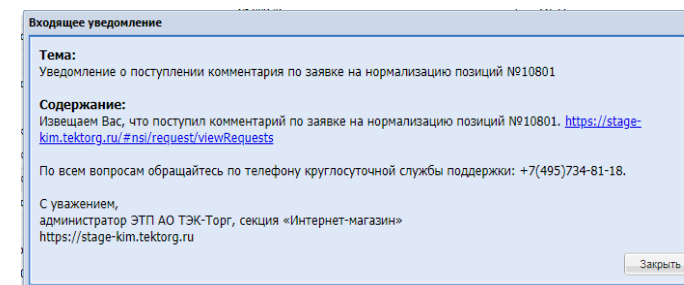 Входящее уведомление
Тема:
Уведомление о поступлении комментария по заявке на нормализацию позиций №10801
Содержание:
Извещаем Вас, что поступил комментарий по заявке на нормализацию позиций №10801. https://stage-
kim.tektorg.ru/#nsi/request/viewRequests
По всем вопросам обращайтесь по телефону круглосуточной службы поддержки: +7(495)734-81-18.
С уважением,
администратор ЭТП АО ТЭК-Торг, секция «Интернет-магазин»
https://stage-kim.tektorg.ru
Закрыть